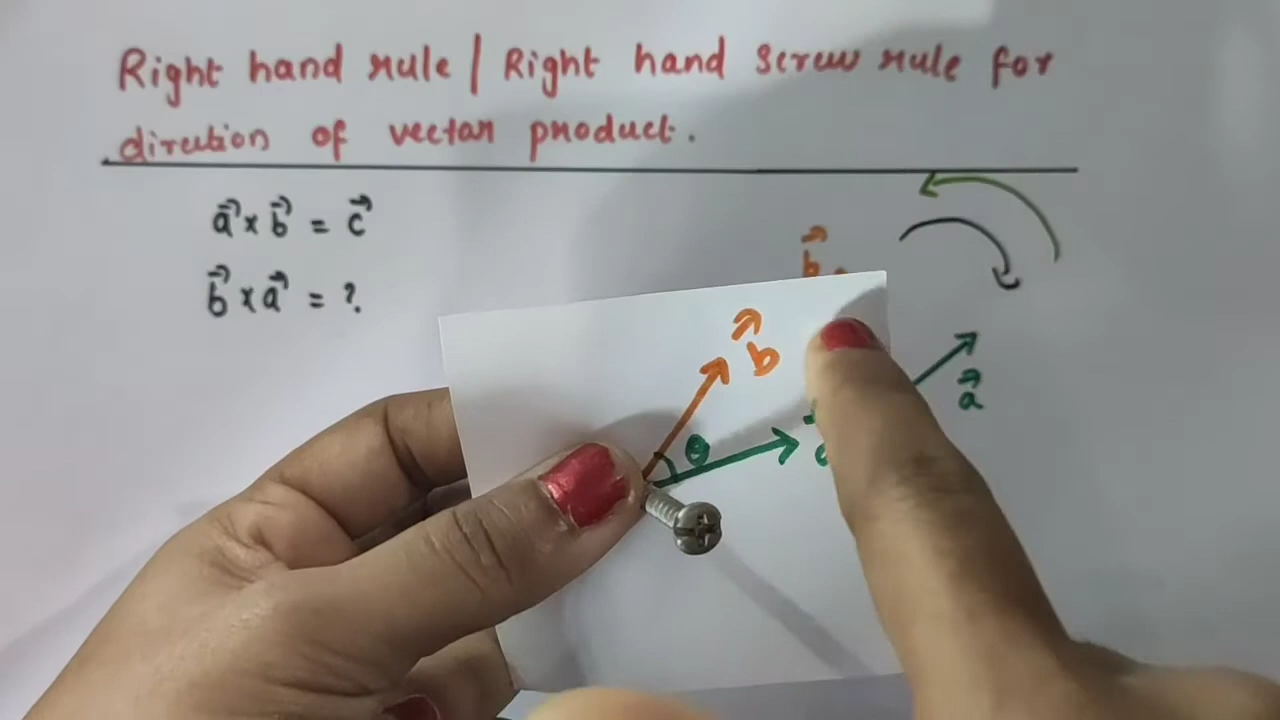 Right hand rule / Right hand screw rule for
direction of vector product.
a⃗ × b⃗ = c⃗
b⃗ × a⃗ = ?
b⃗
b⃗
θ
a⃗